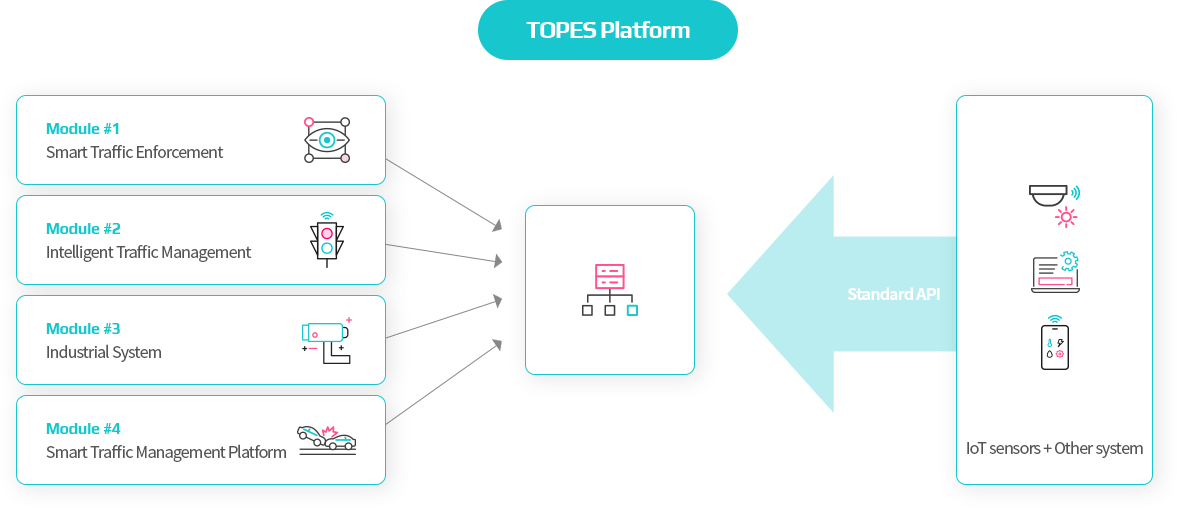 TOPES Platform
Module #1
Smart Traffic Enforcement
Module #2
Intelligent Traffic Management
Module #3
Industrial System
Module #4
Smart Traffic Management Platform
Standard API
IoT sensors + Other system